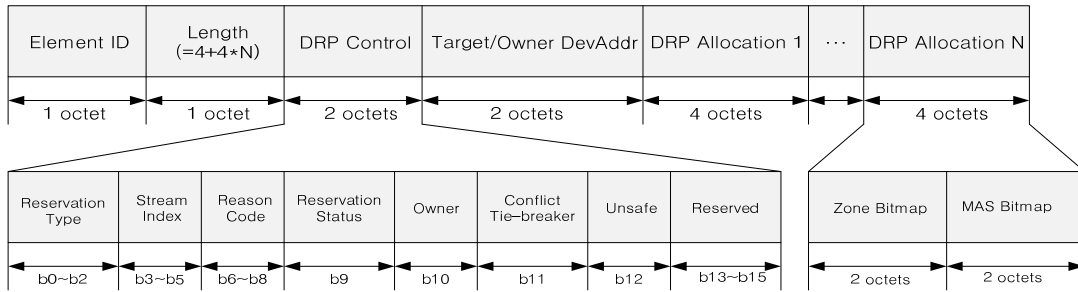 Element ID
Length
(=4+4*N)
DRP Control
Target/Owner DevAddr
DRP Allocation 1
...
DRP Allocation N
1 octet
1 octet
2 octets
2 octets
4 octets
4 octets
Reservation
Type
Stream
Index
Reason
Code
Reservation
Status
Owner
Conflict
Tie-breaker
Unsafe
Reserved
Zone Bitmap
MAS Bitmap
b0~b2
b3~b5
b6~b8
b9
b10
b11
b12
b13~b15
2 octets
2 octets